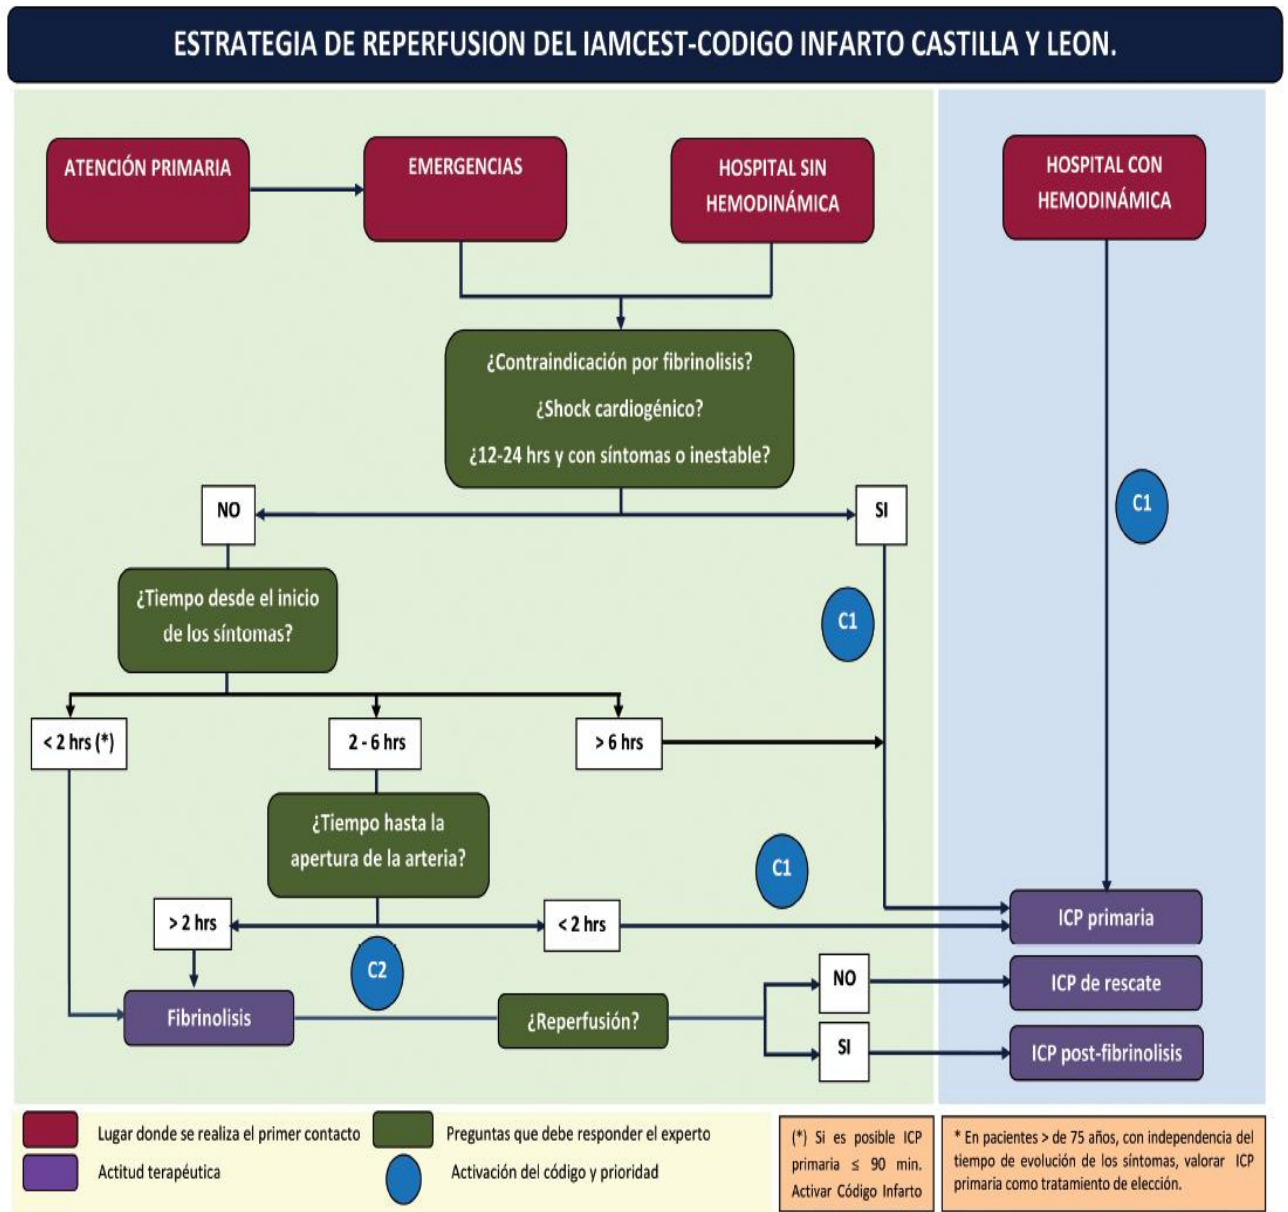 ESTRATEGIA DE REPERFUSION DEL IAMCEST-CODIGO INFARTO CASTILLA Y LEON.
ATENCIÓN PRIMARIA
EMERGENCIAS
HOSPITAL SIN
HEMODINÁMICA
HOSPITAL CON
HEMODINÁMICA
¿Contraindicación por fibrinolisis?
¿Shock cardiogénico?
¿12-24 hrs y con síntomas o inestable?
NO
SI
C1
¿Tiempo desde el inicio
de los síntomas?
C1
< 2 hrs (*)
2 - 6 hrs
> 6 hrs
¿Tiempo hasta la
apertura de la arteria?
C1
> 2 hrs
< 2 hrs
ICP primaria
C2
NO
ICP de rescate
Fibrinolisis
¿Reperfusión?
SI
ICP post-fibrinolisis
Lugar donde se realiza el primer contacto
Preguntas que debe responder el experto
Actitud terapéutica
Activación del código y prioridad
(*) Si es posible ICP
primaria ≤ 90 min.
Activar Código Infarto
* En pacientes > de 75 años, con independencia del
tiempo de evolución de los síntomas, valorar ICP
primaria como tratamiento de elección.